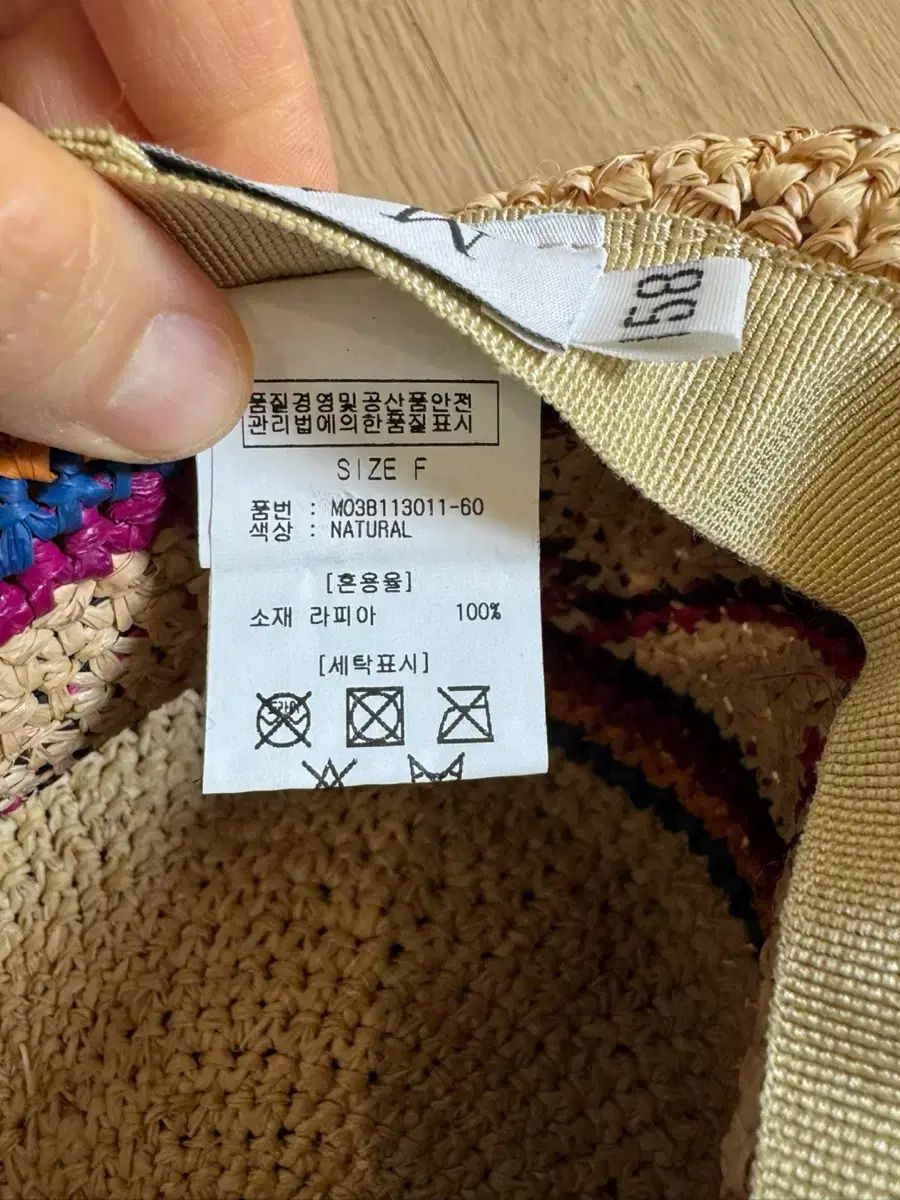 58
품질경영및공산품안전
관리법에의한품질표시
SIZE F
품번 : M03B113011-60
색상 : NATURAL
[혼용율]
소재 라피아 100%
[세탁표시]